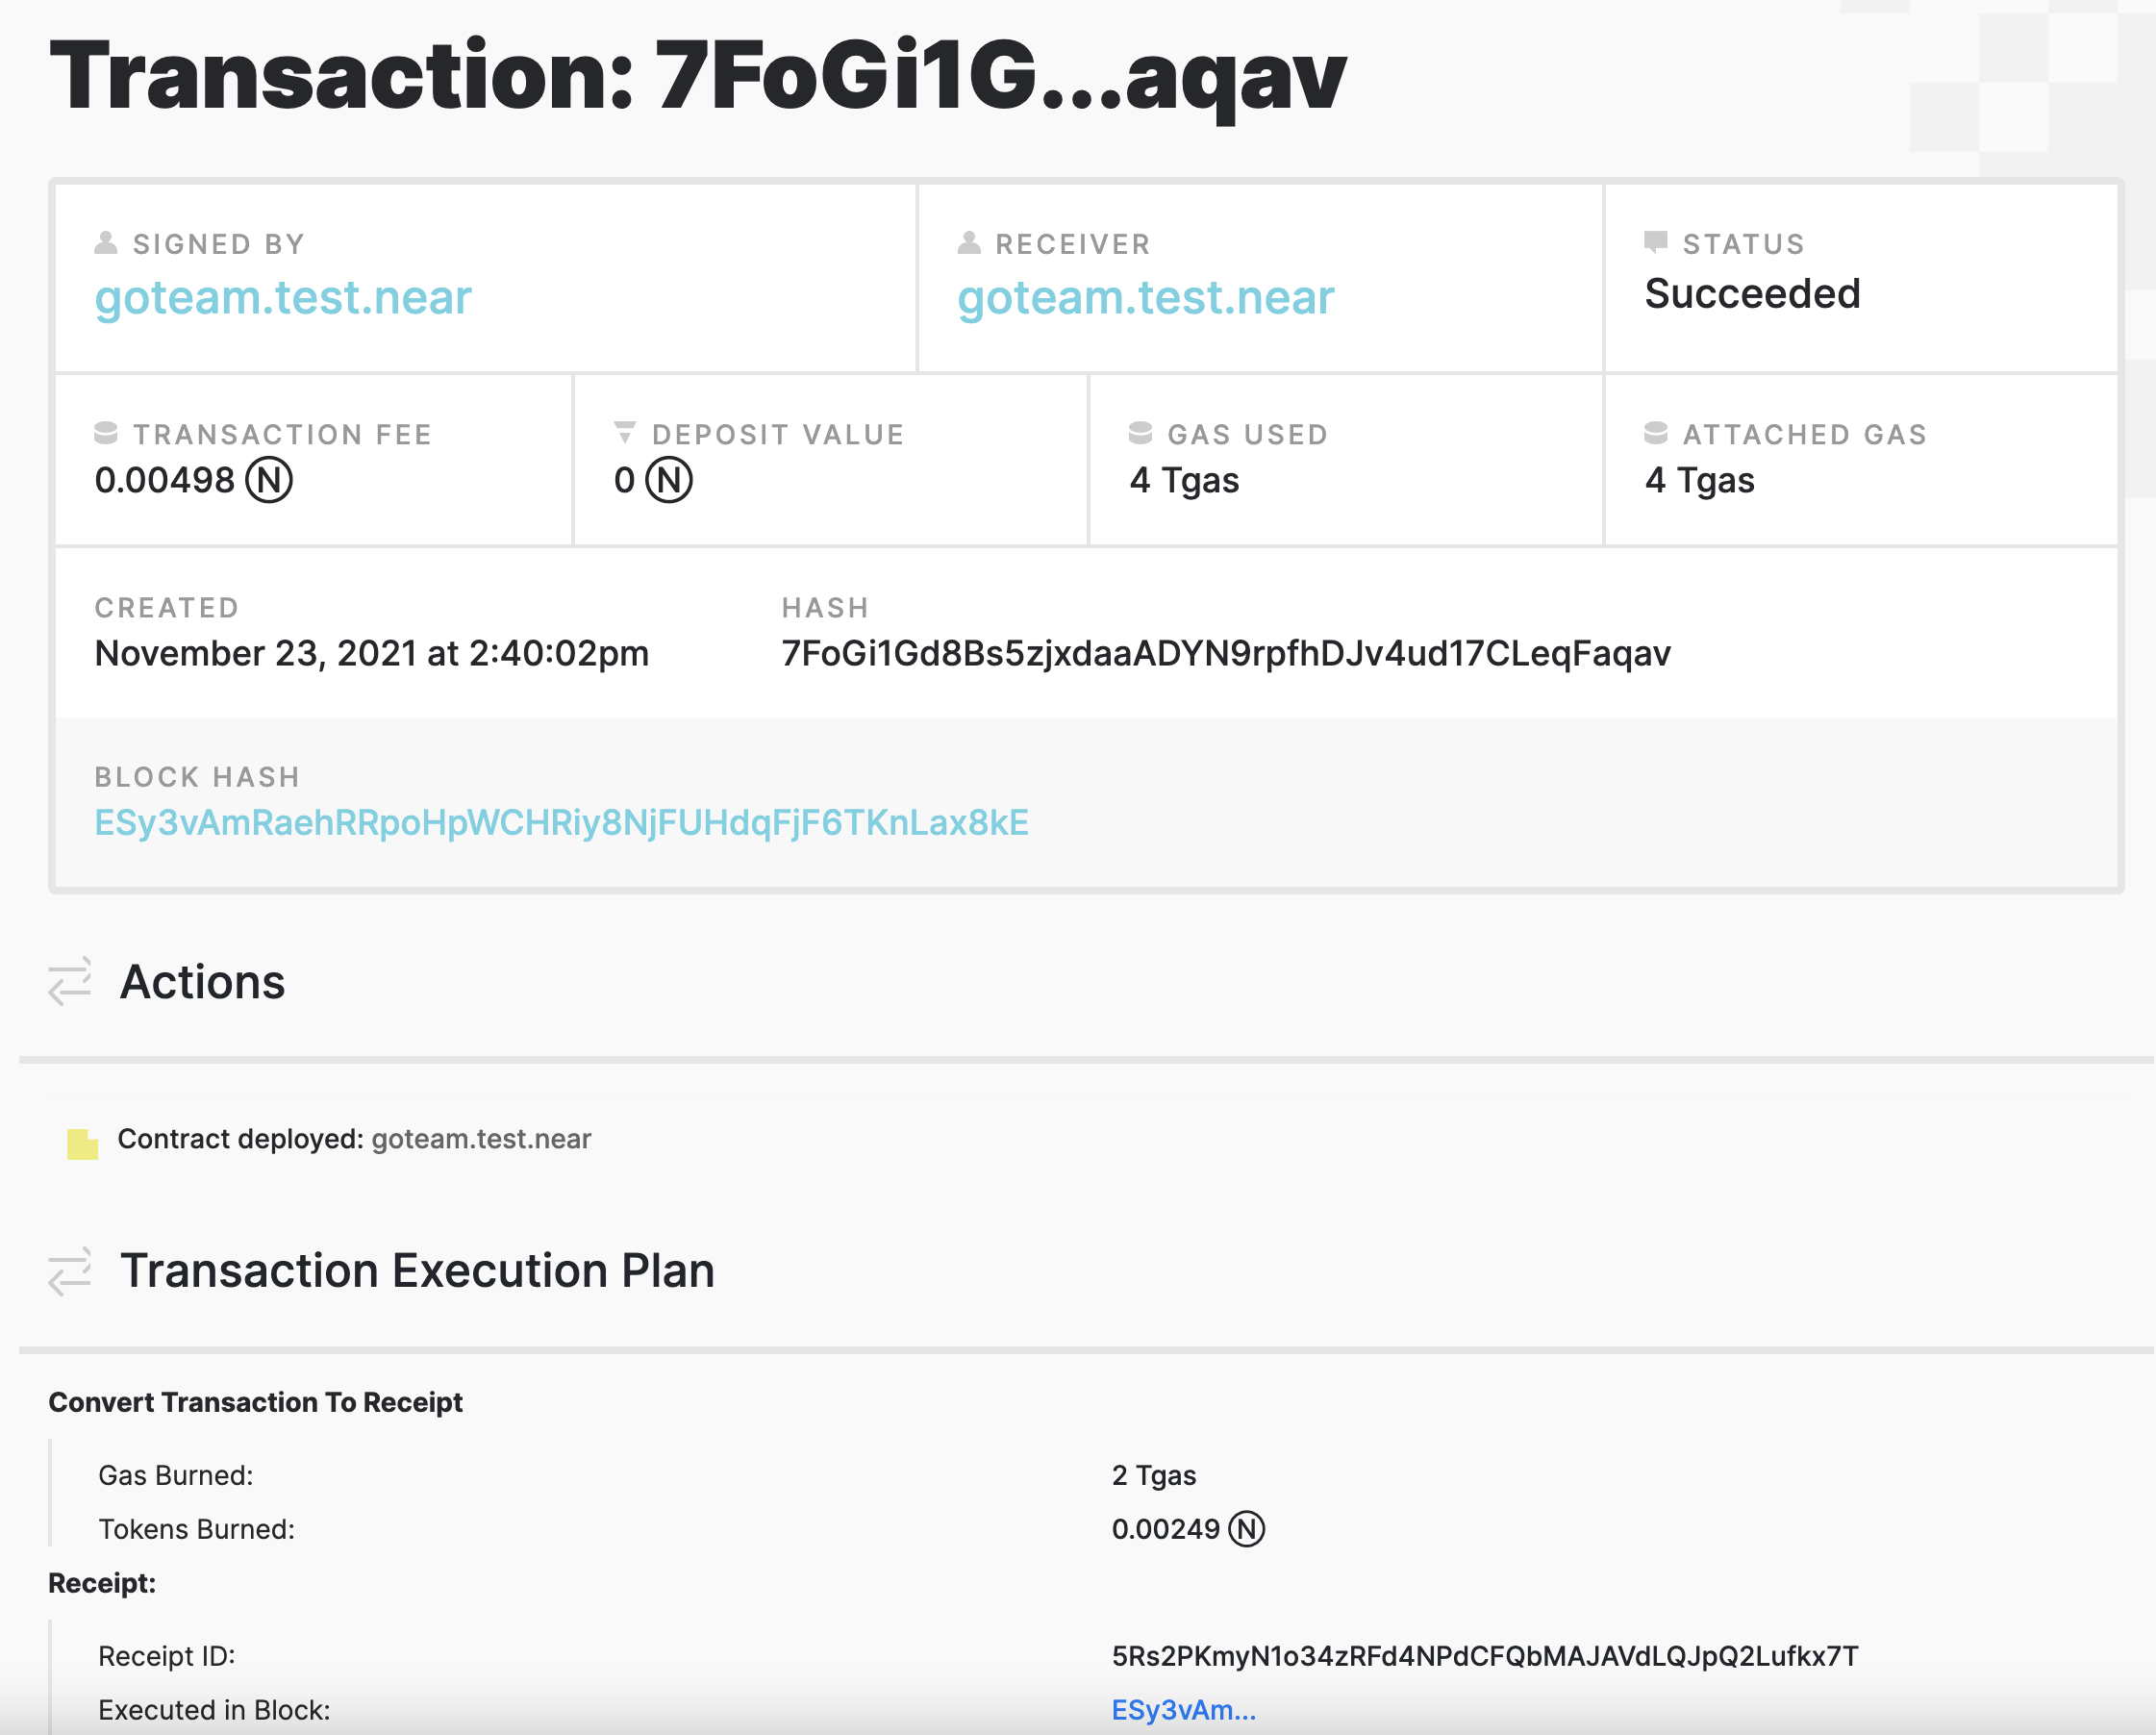 Transaction: 7FoGi1G...aqav
SIGNED BY
goteam.test.near
RECEIVER
goteam.test.near
STATUS
Succeeded
TRANSACTION FEE
0.00498 N
DEPOSIT VALUE
0 N
GAS USED
4 Tgas
ATTACHED GAS
4 Tgas
CREATED
November 23, 2021 at 2:40:02pm
HASH
7FoGi1Gd8Bs5zjxdaaADYN9rpfhDJv4ud17CLeqFaqav
BLOCK HASH
ESy3vAmRaehRRpoHpWCHRiy8NjFUHdqFjF6TKnLax8kE
Actions
Contract deployed: goteam.test.near
Transaction Execution Plan
Convert Transaction To Receipt
Gas Burned: 2 Tgas
Tokens Burned: 0.00249 N
Receipt:
Receipt ID: 5Rs2PKmyN1o34zRFd4NPdCFQbMAJAVdLQJpQ2Lufkx7T
Executed in Block: ESy3vAm...